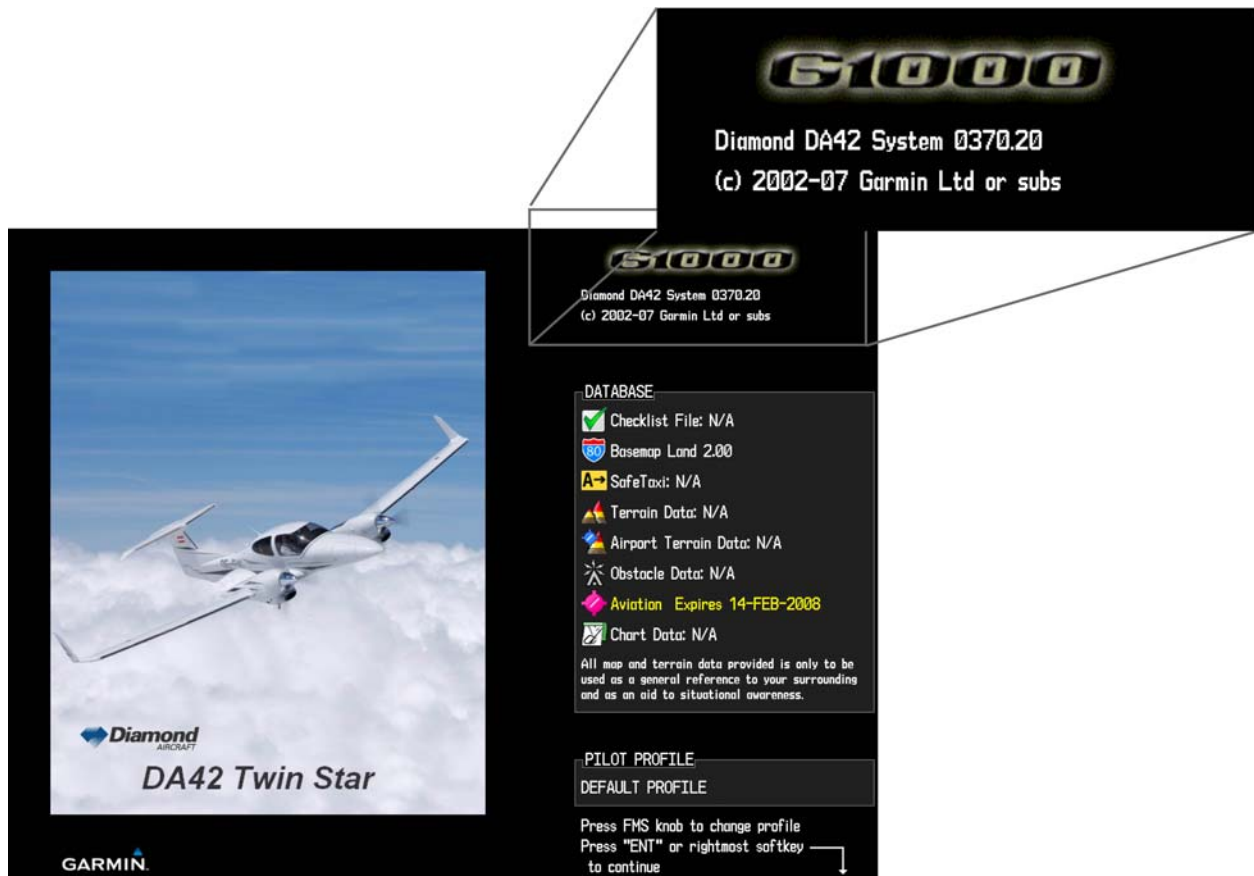 G1000
Diamond DA42 System 0370.20
(c) 2002-07 Garmin Ltd or subs
G1000
Diamond DA42 System 0370.20
(c) 2002-07 Garmin Ltd or subs
DATABASE
Checklist File: N/A
80
Basemap Land 2.00
A→
SafeTaxi: N/A
Terrain Data: N/A
Airport Terrain Data: N/A
Obstacle Data: N/A
Aviation Expires 14-FEB-2008
Chart Data: N/A
All map and terrain data provided is only to be
used as a general reference to your surrounding
and as an aid to situational awareness.
Diamond
AIRCRAFT
DA42 Twin Star
PILOT PROFILE
DEFAULT PROFILE
Press FMS knob to change profile
Press "ENT" or rightmost softkey
to continue
GARMIN.